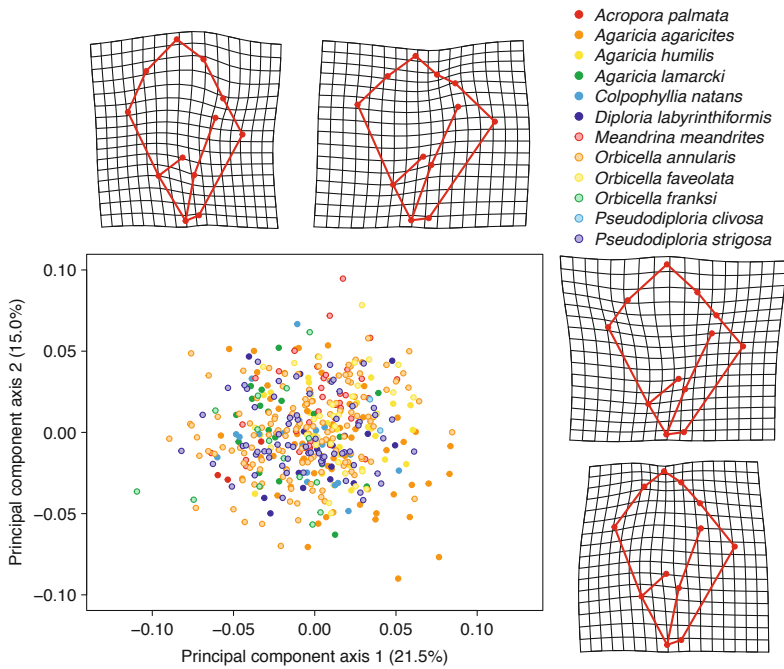 Acropora palmata
Agaricia agaricites
Agaricia humilis
Agaricia lamarcki
Colpophyllia natans
Diploria labyrinthiformis
Meandrina meandrites
Orbicella annularis
Orbicella faveolata
Orbicella franksi
Pseudodiploria clivosa
Pseudodiploria strigosa
Principal component axis 2 (15.0%)
0.10
0.05
0.00
−0.05
−0.10
−0.10
−0.05
0.00
0.05
0.10
Principal component axis 1 (21.5%)